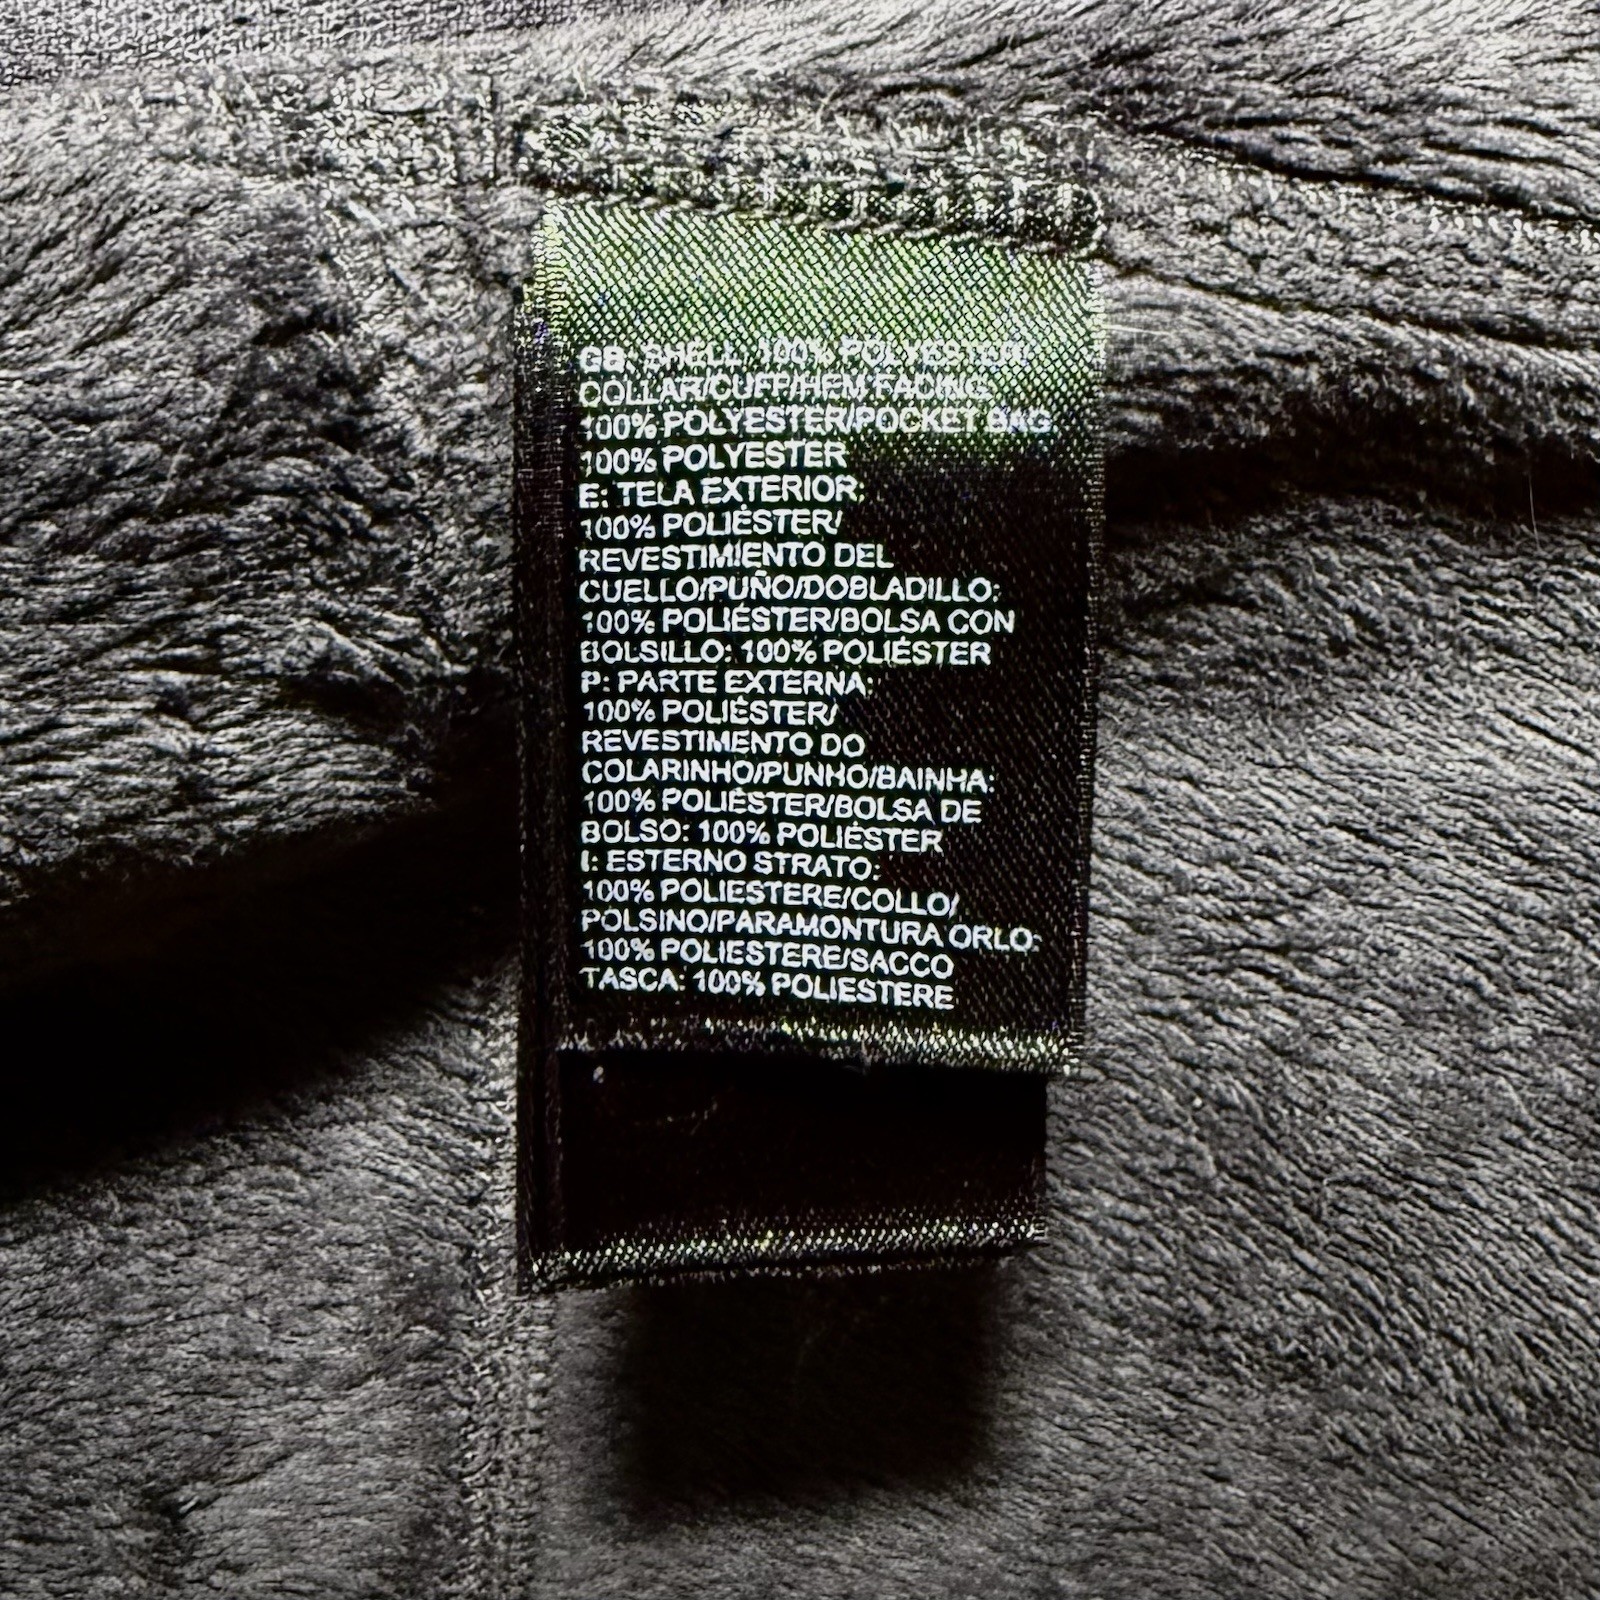 GB: SHELL: 100% POLYESTER/
COLLAR/CUFF/HEM FACING:
100% POLYESTER/POCKET BAG:
100% POLYESTER
E: TELA EXTERIOR:
100% POLIÉSTER/
REVESTIMIENTO DEL
CUELLO/PUÑO/DOBLADILLO:
100% POLIÉSTER/BOLSA CON
BOLSILLO: 100% POLIÉSTER
P: PARTE EXTERNA:
100% POLIÉSTER/
REVESTIMENTO DO
COLARINHO/PUNHO/BAINHA:
100% POLIÉSTER/BOLSA DE
BOLSO: 100% POLIÉSTER
I: ESTERNO STRATO:
100% POLIESTERE/COLLO/
POLSINO/PARAMONTURA ORLO:
100% POLIESTERE/SACCO
TASCA: 100% POLIESTERE